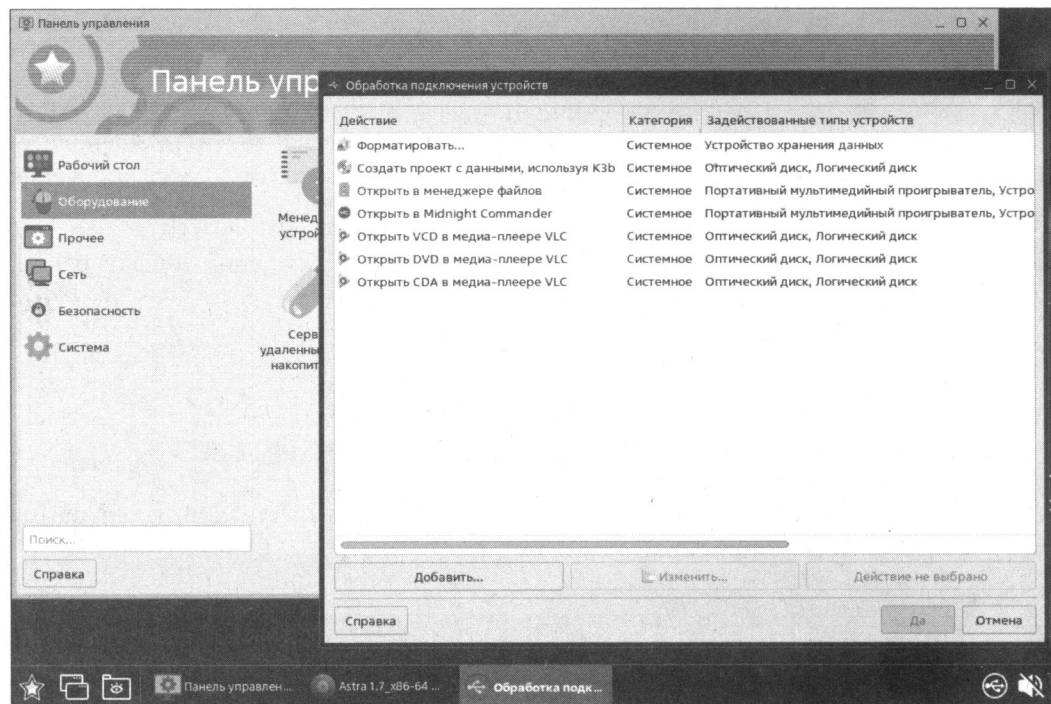 Панель управления
Панель упр
Рабочий стол
Оборудование
Прочее
Сеть
Безопасность
Система
Менед
устрой
Серв
удаленны
накопит
Поиск...
Справка
Обработка подключения устройств
Действие Категория Задействованные типы устройств
Форматировать... Системное Устройство хранения данных
Создать проект с данными, используя K3b Системное Оптический диск, Логический диск
Открыть в менеджере файлов Системное Портативный мультимедийный проигрыватель, Устро
Открыть в Midnight Commander Системное Портативный мультимедийный проигрыватель, Устро
Открыть VCD в медиа-плеере VLC Системное Оптический диск, Логический диск
Открыть DVD в медиа-плеере VLC Системное Оптический диск, Логический диск
Открыть CDA в медиа-плеере VLC Системное Оптический диск, Логический диск
Добавить... Изменить... Действие не выбрано
Справка Да Отмена
Панель управлен... Astra 1.7_x86-64 ... Обработка подк...